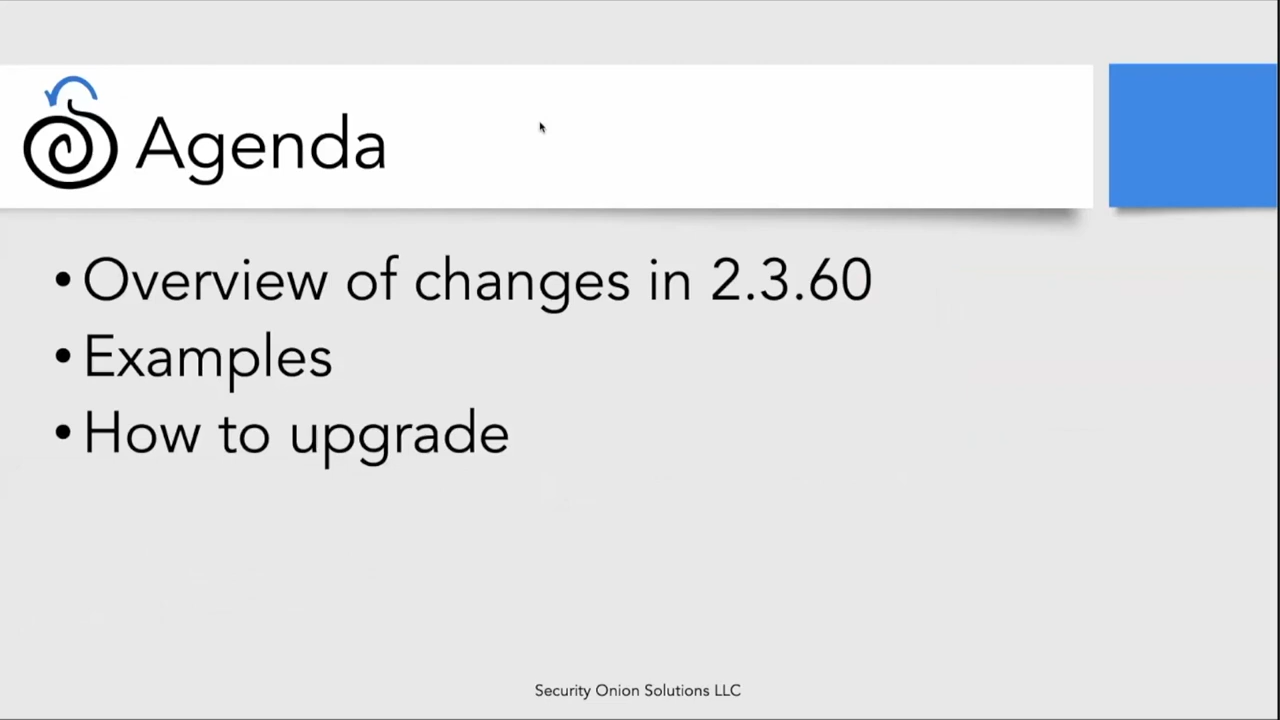 Agenda
• Overview of changes in 2.3.60
• Examples
• How to upgrade
Security Onion Solutions LLC